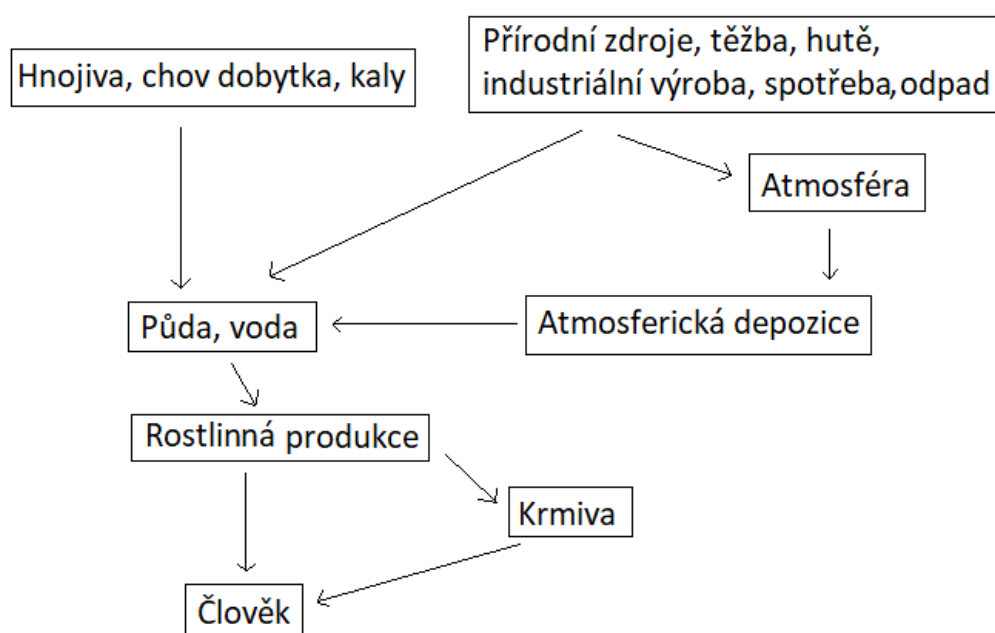 Hnojiva, chov dobytka, kaly
Přírodní zdroje, těžba, hutě,
industriální výroba, spotřeba, odpad
Atmosféra
Půda, voda
Atmosferická depozice
Rostlinná produkce
Krmiva
Člověk